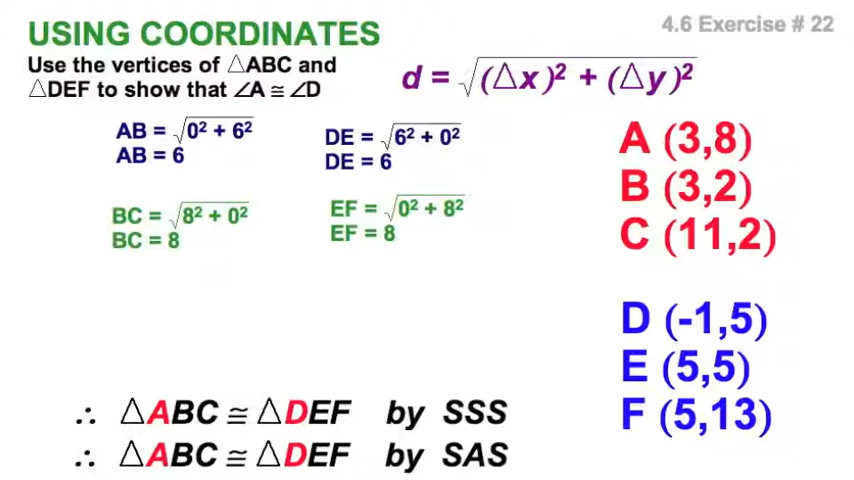 USING COORDINATES
4.6 Exercise # 22
Use the vertices of △ABC and
△DEF to show that ∠A ≅ ∠D
d = √(△x)² + (△y)²
AB = √0² + 6²
AB = 6
DE = √6² + 0²
DE = 6
BC = √8² + 0²
BC = 8
EF = √0² + 8²
EF = 8
A (3,8)
B (3,2)
C (11,2)
D (-1,5)
E (5,5)
F (5,13)
∴ △ABC ≅ △DEF by SSS
∴ △ABC ≅ △DEF by SAS